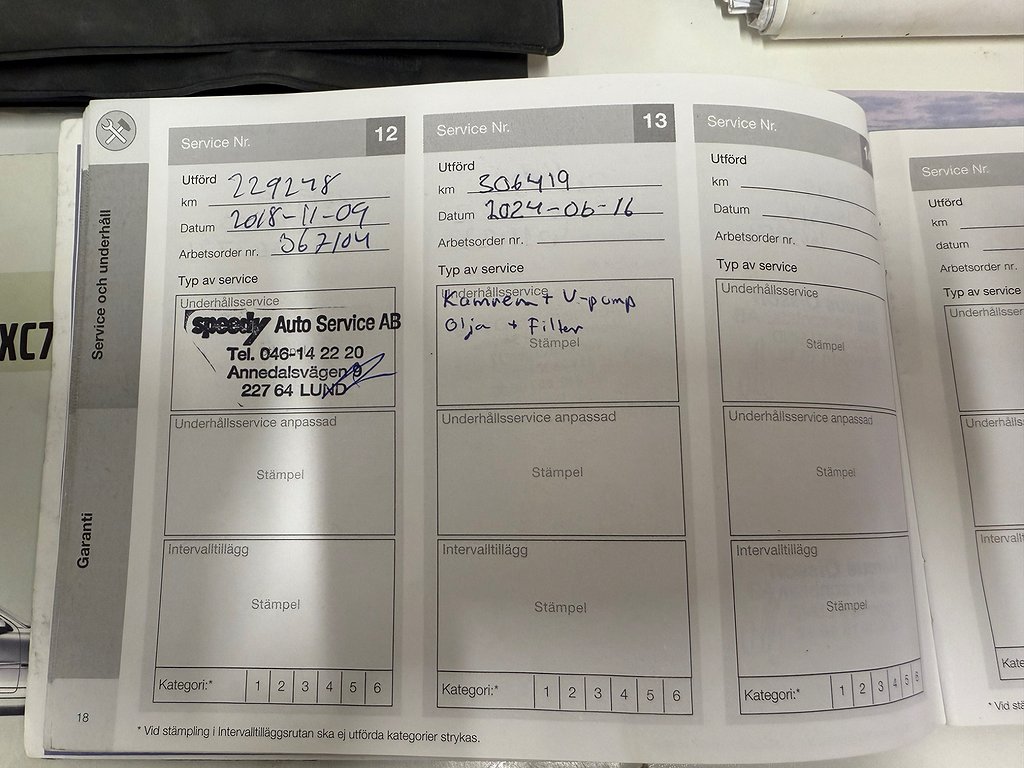 XC7
Service och underhåll
Garanti
Service Nr. 12
Utförd
km 229278
Datum 2018-11-09
Arbetsorder nr. 367104
Typ av service
Underhållsservice
speedy Auto Service AB
Tel. 046-14 22 20
Annedalsvägen 9
227 64 LUND
Underhållsservice anpassad
Stämpel
Intervalltillägg
Stämpel
Kategori:* 1 2 3 4 5 6
Service Nr. 13
Utförd
km 306419
Datum 2024-06-16
Arbetsorder nr.
Typ av service
Underhållsservice
Kamrem + V-pump
Olja + Filter
Stämpel
Underhållsservice anpassad
Stämpel
Intervalltillägg
Stämpel
Kategori:* 1 2 3 4 5 6
Service Nr.
Utförd
km
Datum
Arbetsorder nr.
Typ av service
Underhållsservice
Stämpel
Underhållsservice anpassad
Stämpel
Intervalltillägg
Stämpel
Kategori:* 1 2 3 4 5 6
18
* Vid stämpling i Intervalltilläggsrutan ska ej utförda kategorier strykas.
Service Nr.
Utförd
km
datum
Arbetsorder nr.
Typ av service
Underhållsser
Underhålls
Intervallt
Kate
* Vid stä